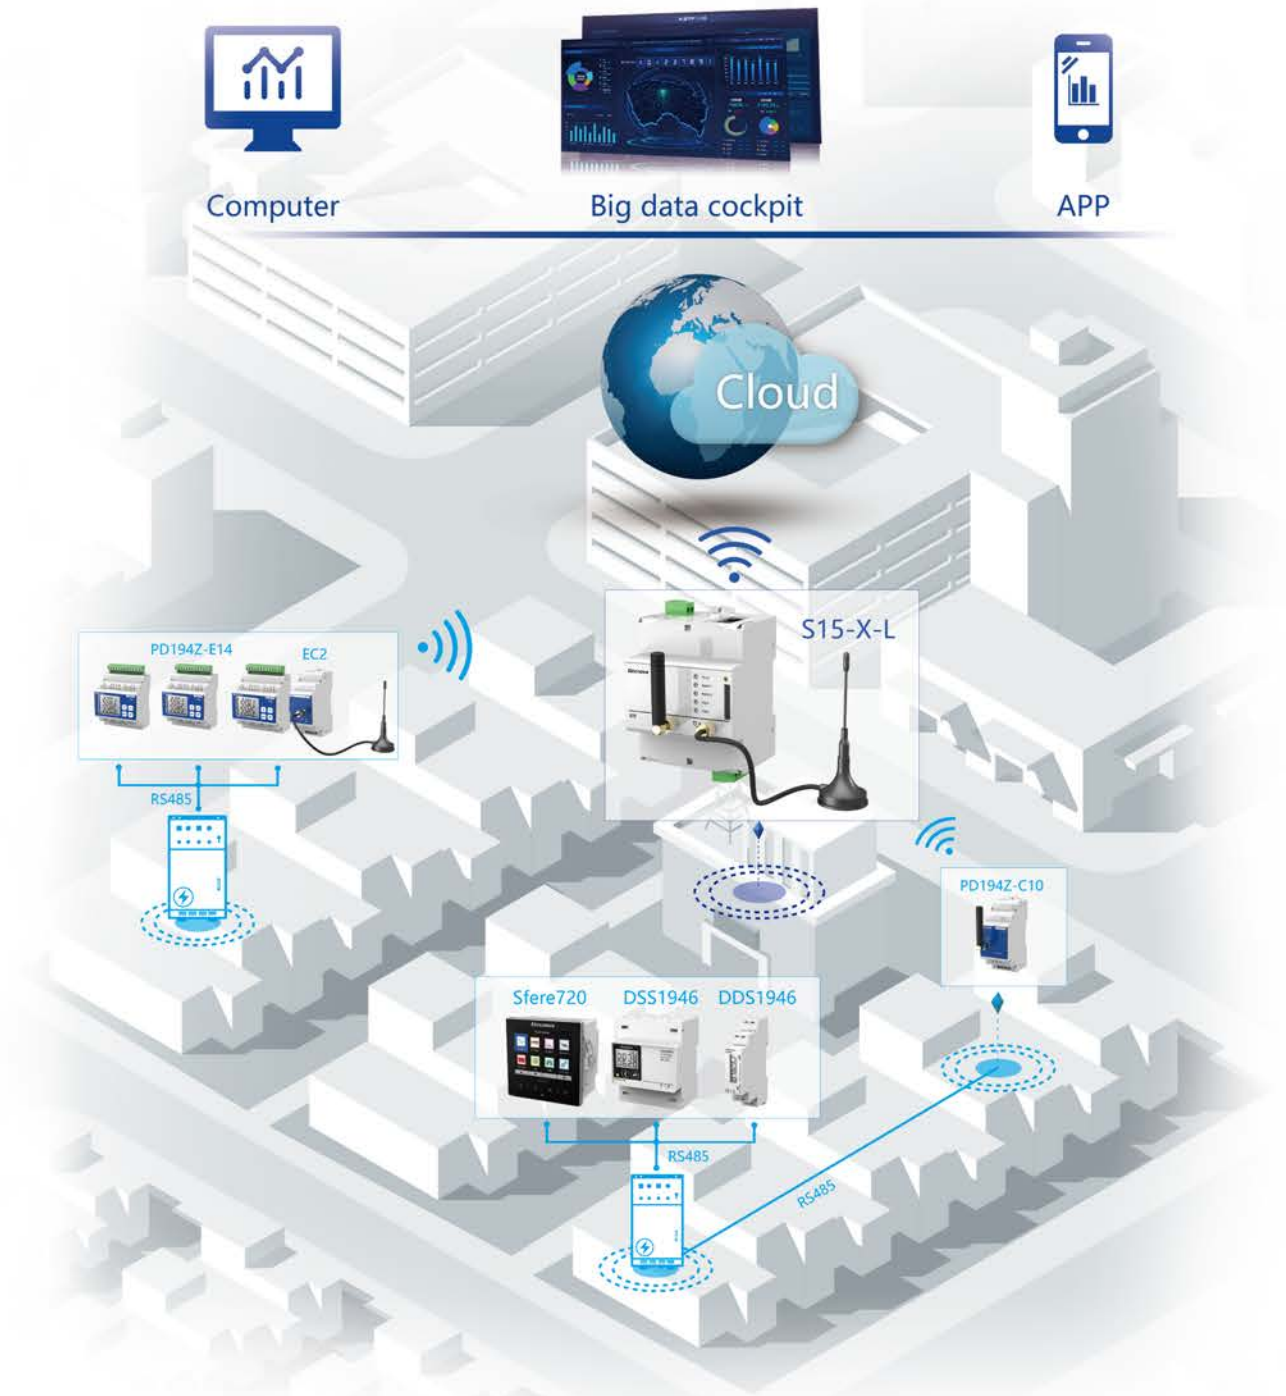 Computer
Big data cockpit
APP
Cloud
S15-X-L
PD194Z-E14
EC2
RS485
PD194Z-C10
Sfere720
DSS1946
DDS1946
RS485
RS485